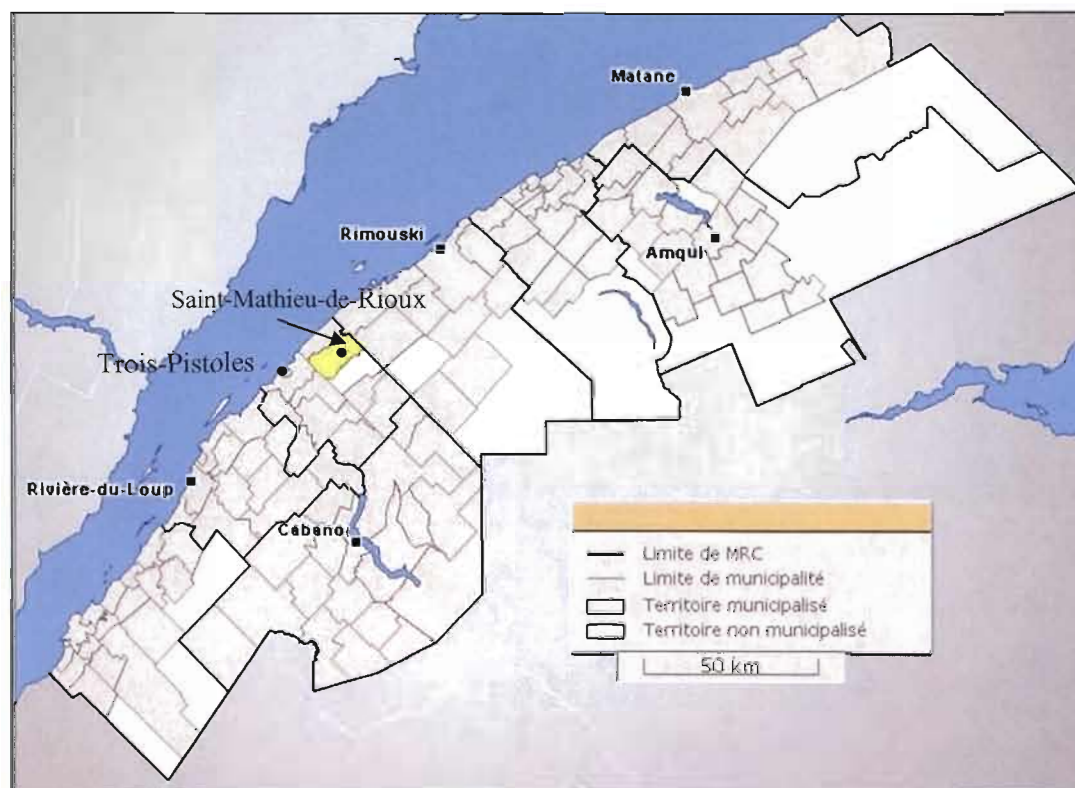 Matane
Rimouski
Amqui
Saint-Mathieu-de-Rioux
Trois-Pistoles
Rivière-du-Loup
Cabano
Limite de MRC
Limite de municipalité
Territoire municipalisé
Territoire non municipalisé
50 km